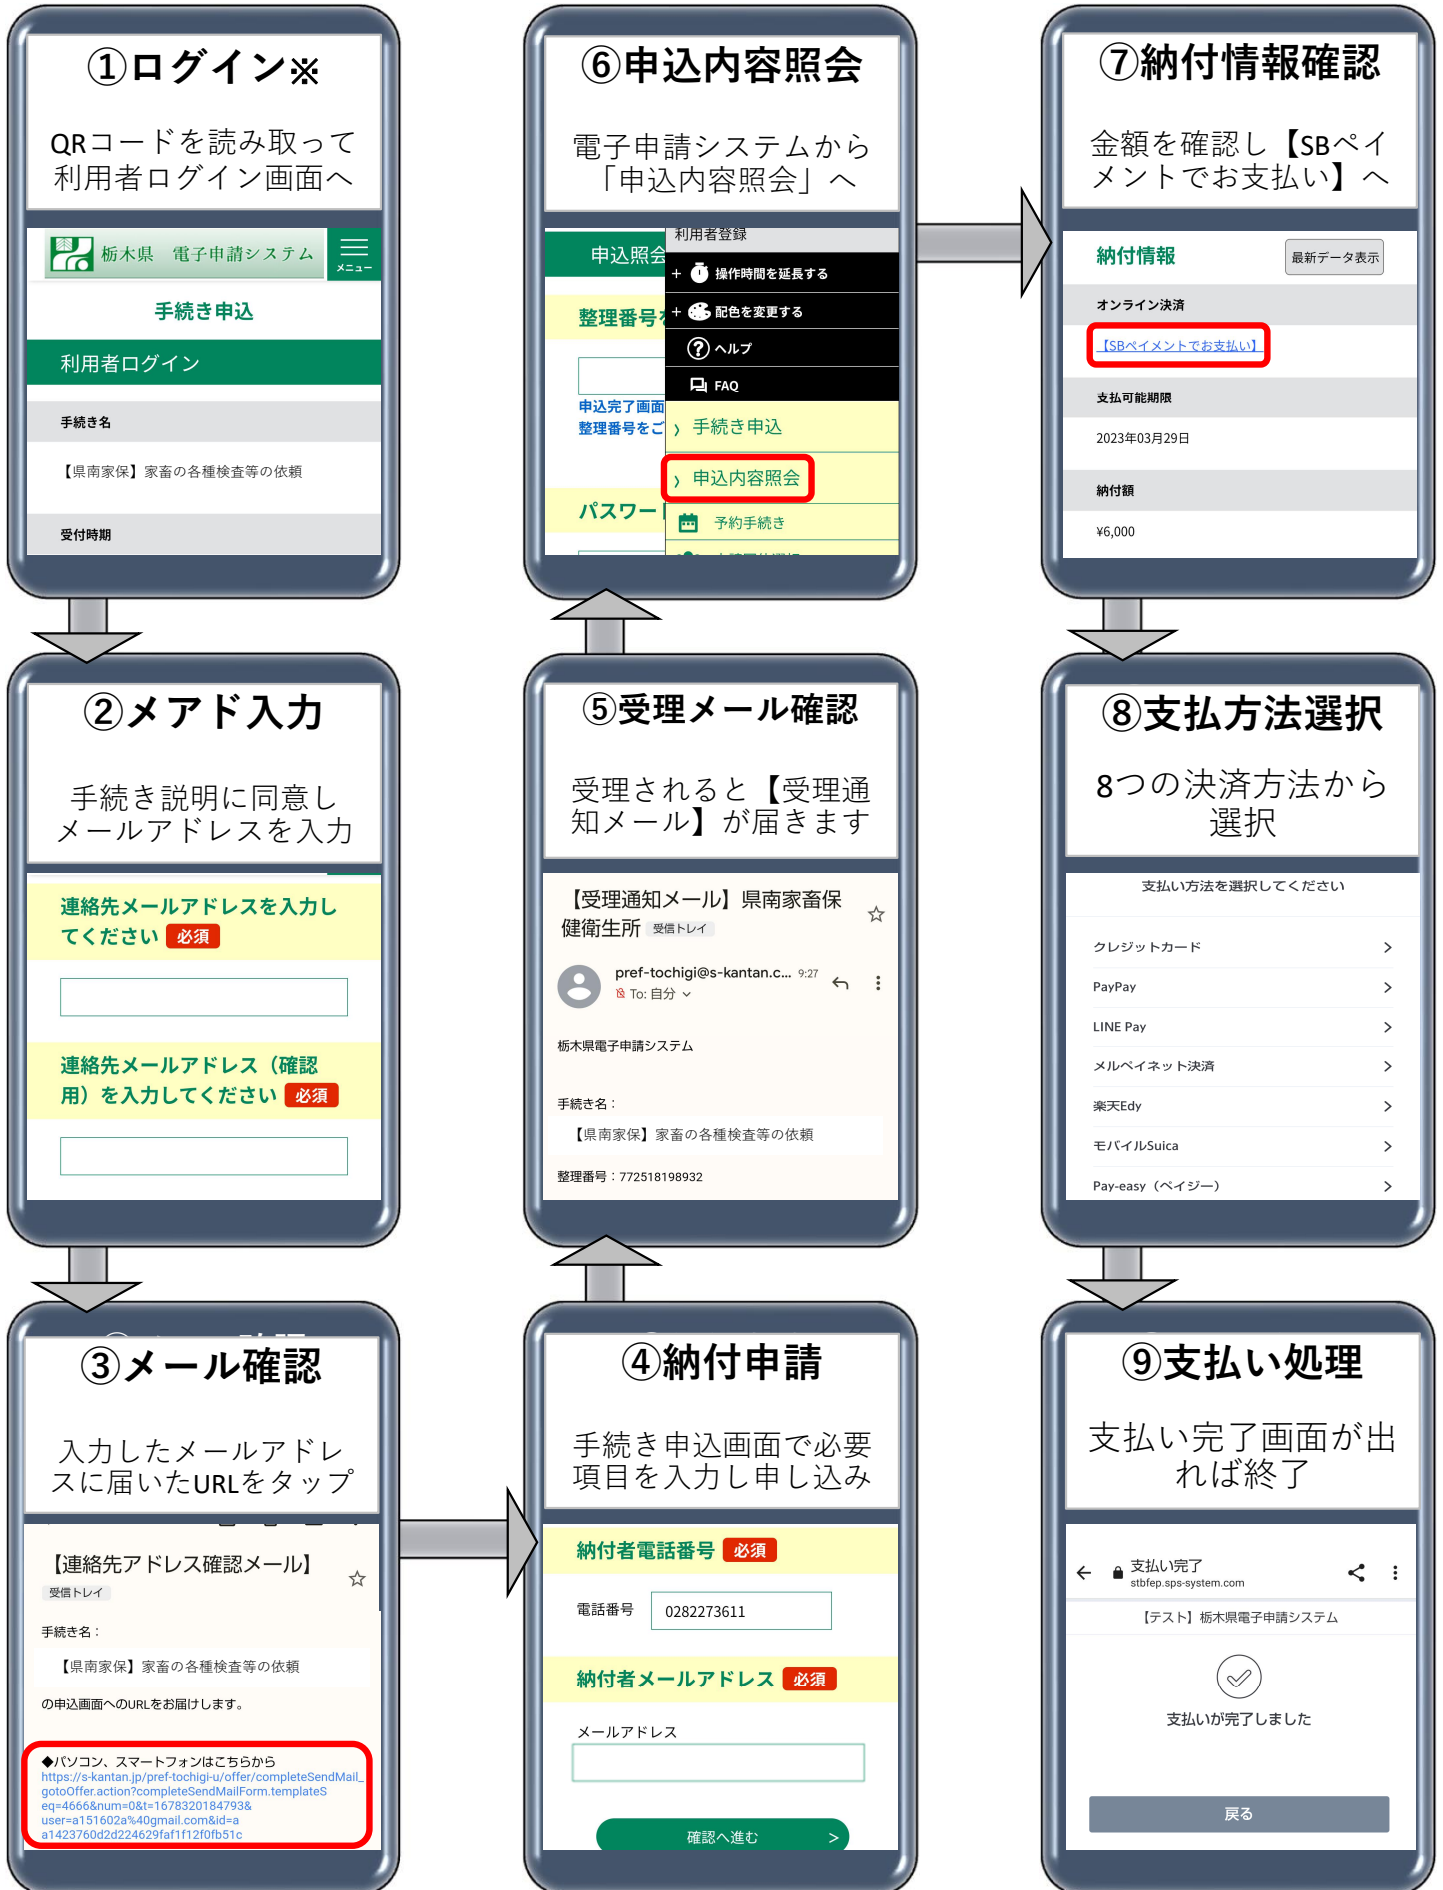 ①ログイン※
QRコードを読み取って
利用者ログイン画面へ
栃木県 電子申請システム
メニュー
手続き申込
利用者ログイン
手続き名
【県南家保】家畜の各種検査等の依頼
受付時期
②メアド入力
手続き説明に同意し
メールアドレスを入力
連絡先メールアドレスを入力し
てください 必須
連絡先メールアドレス（確認
用）を入力してください 必須
③メール確認
入力したメールアドレ
スに届いたURLをタップ
【連絡先アドレス確認メール】
受信トレイ
手続き名：
【県南家保】家畜の各種検査等の依頼
の申込画面へのURLをお届けします。
◆パソコン、スマートフォンはこちらから
https://s-kantan.jp/pref-tochigi-u/offer/completeSendMail_
gotoOffer.action?completeSendMailForm.templateS
eq=4666&num=0&t=1678320184793&
user=a151602a%40gmail.com&id=a
a1423760d2d224629faf1f12f0fb51c
④納付申請
手続き申込画面で必要
項目を入力し申し込み
納付者電話番号 必須
電話番号 0282273611
納付者メールアドレス 必須
メールアドレス
確認へ進む >
⑤受理メール確認
受理されると【受理通
知メール】が届きます
【受理通知メール】県南家畜保
健衛生所 受信トレイ
pref-tochigi@s-kantan.c... 9:27
To: 自分
栃木県電子申請システム
手続き名：
【県南家保】家畜の各種検査等の依頼
整理番号：772518198932
⑥申込内容照会
電子申請システムから
「申込内容照会」へ
申込照会
整理番号
申込完了画面
整理番号をご
パスワー
利用者登録
+ 操作時間を延長する
+ 配色を変更する
ヘルプ
FAQ
手続き申込
申込内容照会
予約手続き
⑦納付情報確認
金額を確認し【SBペイ
メントでお支払い】へ
納付情報
最新データ表示
オンライン決済
【SBペイメントでお支払い】
支払可能期限
2023年03月29日
納付額
¥6,000
⑧支払方法選択
8つの決済方法から
選択
支払い方法を選択してください
クレジットカード
PayPay
LINE Pay
メルペイネット決済
楽天Edy
モバイルSuica
Pay-easy（ペイジー）
⑨支払い処理
支払い完了画面が出
れば終了
支払い完了
stbfep.sps-system.com
【テスト】栃木県電子申請システム
支払いが完了しました
戻る